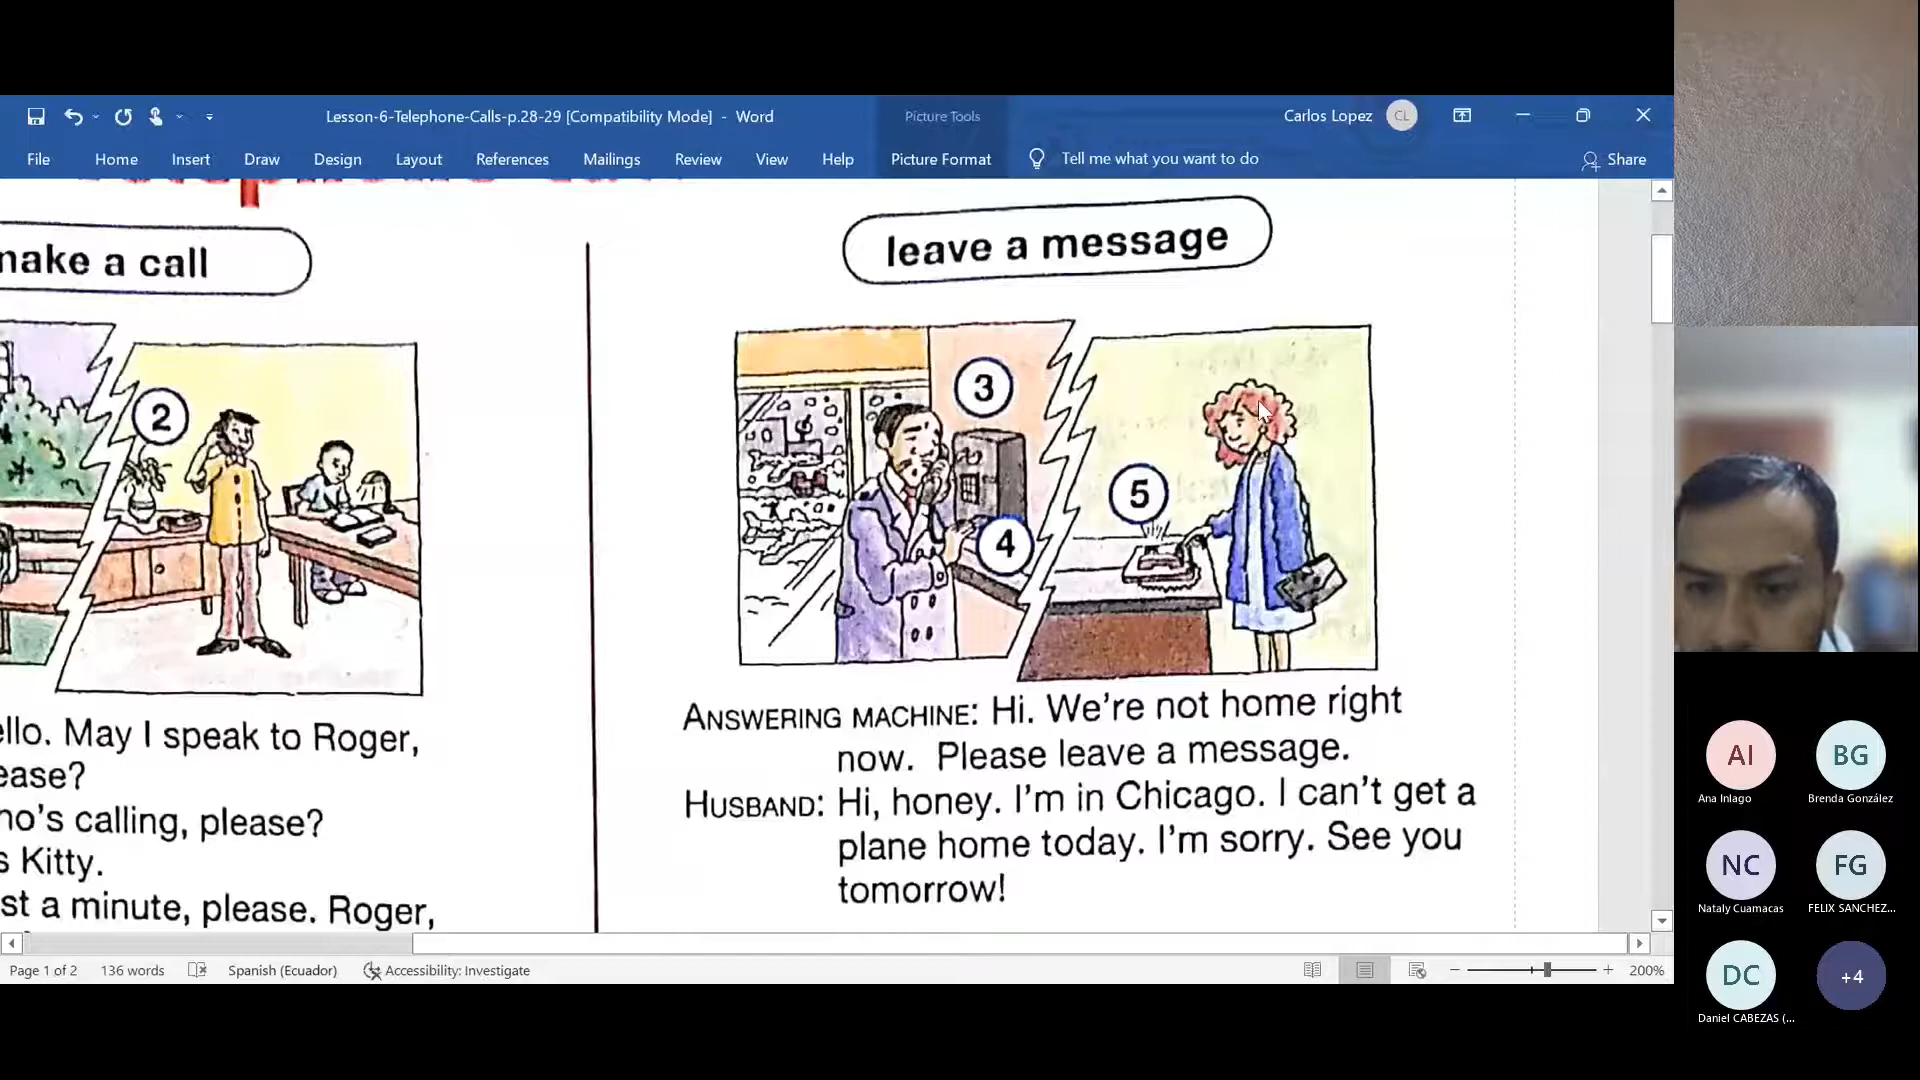 Lesson-6-Telephone-Calls-p.28-29 [Compatibility Mode] - Word
Picture Tools
Carlos Lopez
CL
File Home Insert Draw Design Layout References Mailings Review View Help Picture Format Tell me what you want to do Share
make a call
leave a message
2
3
4
5
ello. May I speak to Roger,
ease?
ho's calling, please?
s Kitty.
st a minute, please. Roger,
ANSWERING MACHINE: Hi. We're not home right
now. Please leave a message.
HUSBAND: Hi, honey. I'm in Chicago. I can't get a
plane home today. I'm sorry. See you
tomorrow!
Page 1 of 2 136 words Spanish (Ecuador) Accessibility: Investigate 200%
AI
Ana Inlago
BG
Brenda González
NC
Nataly Cuamacas
FG
FELIX SANCHEZ...
DC
Daniel CABEZAS (...
+4